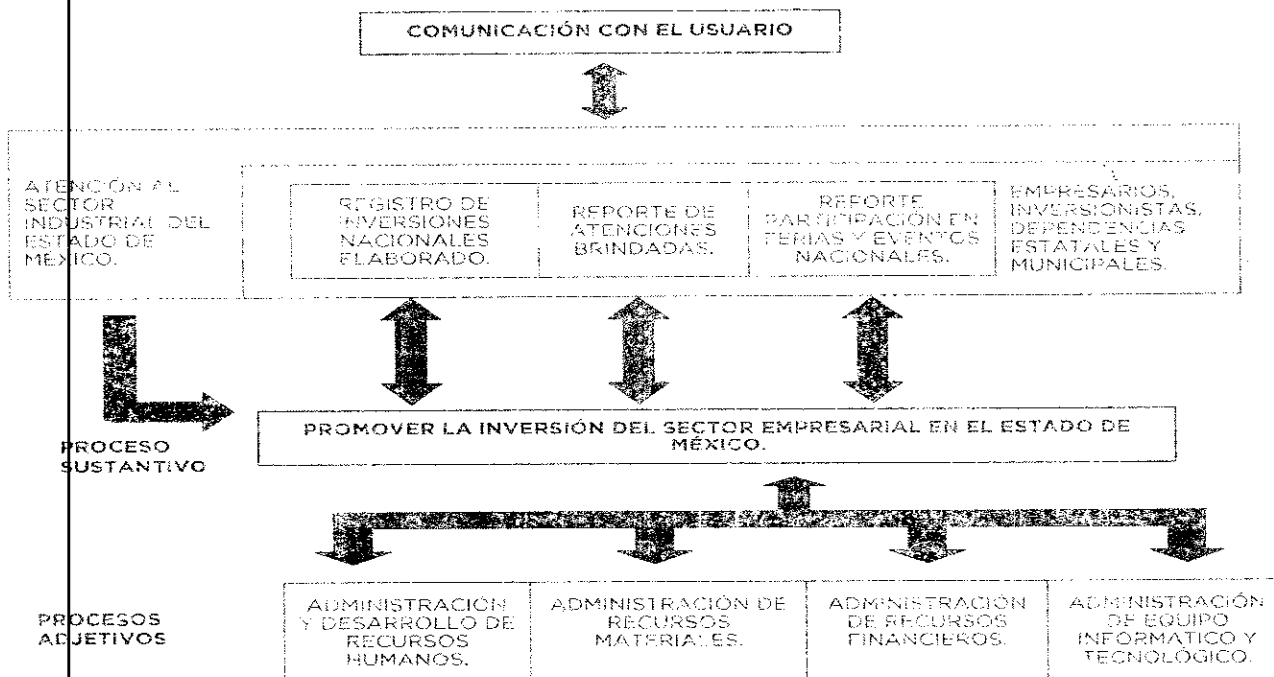 COMUNICACIÓN CON EL USUARIO
ATENCIÓN AL
SECTOR
INDUSTRIAL DEL
ESTADO DE
MÉXICO.
REGISTRO DE
INVERSIONES
NACIONALES
ELABORADO.
REPORTE DE
ATENCIONES
BRINDADAS.
REPORTE
PARTICIPACIÓN EN
FERIAS Y EVENTOS
NACIONALES.
EMPRESARIOS,
INVERSIONISTAS,
DEPENDENCIAS
ESTATALES Y
MUNICIPALES.
PROCESO
SUSTANTIVO
PROMOVER LA INVERSIÓN DEL SECTOR EMPRESARIAL EN EL ESTADO DE
MÉXICO.
PROCESOS
ADJETIVOS
ADMINISTRACIÓN
Y DESARROLLO DE
RECURSOS
HUMANOS.
ADMINISTRACIÓN DE
RECURSOS
MATERIALES.
ADMINISTRACIÓN
DE RECURSOS
FINANCIEROS.
ADMINISTRACIÓN
DE EQUIPO
INFORMATICO Y
TECNOLÓGICO.